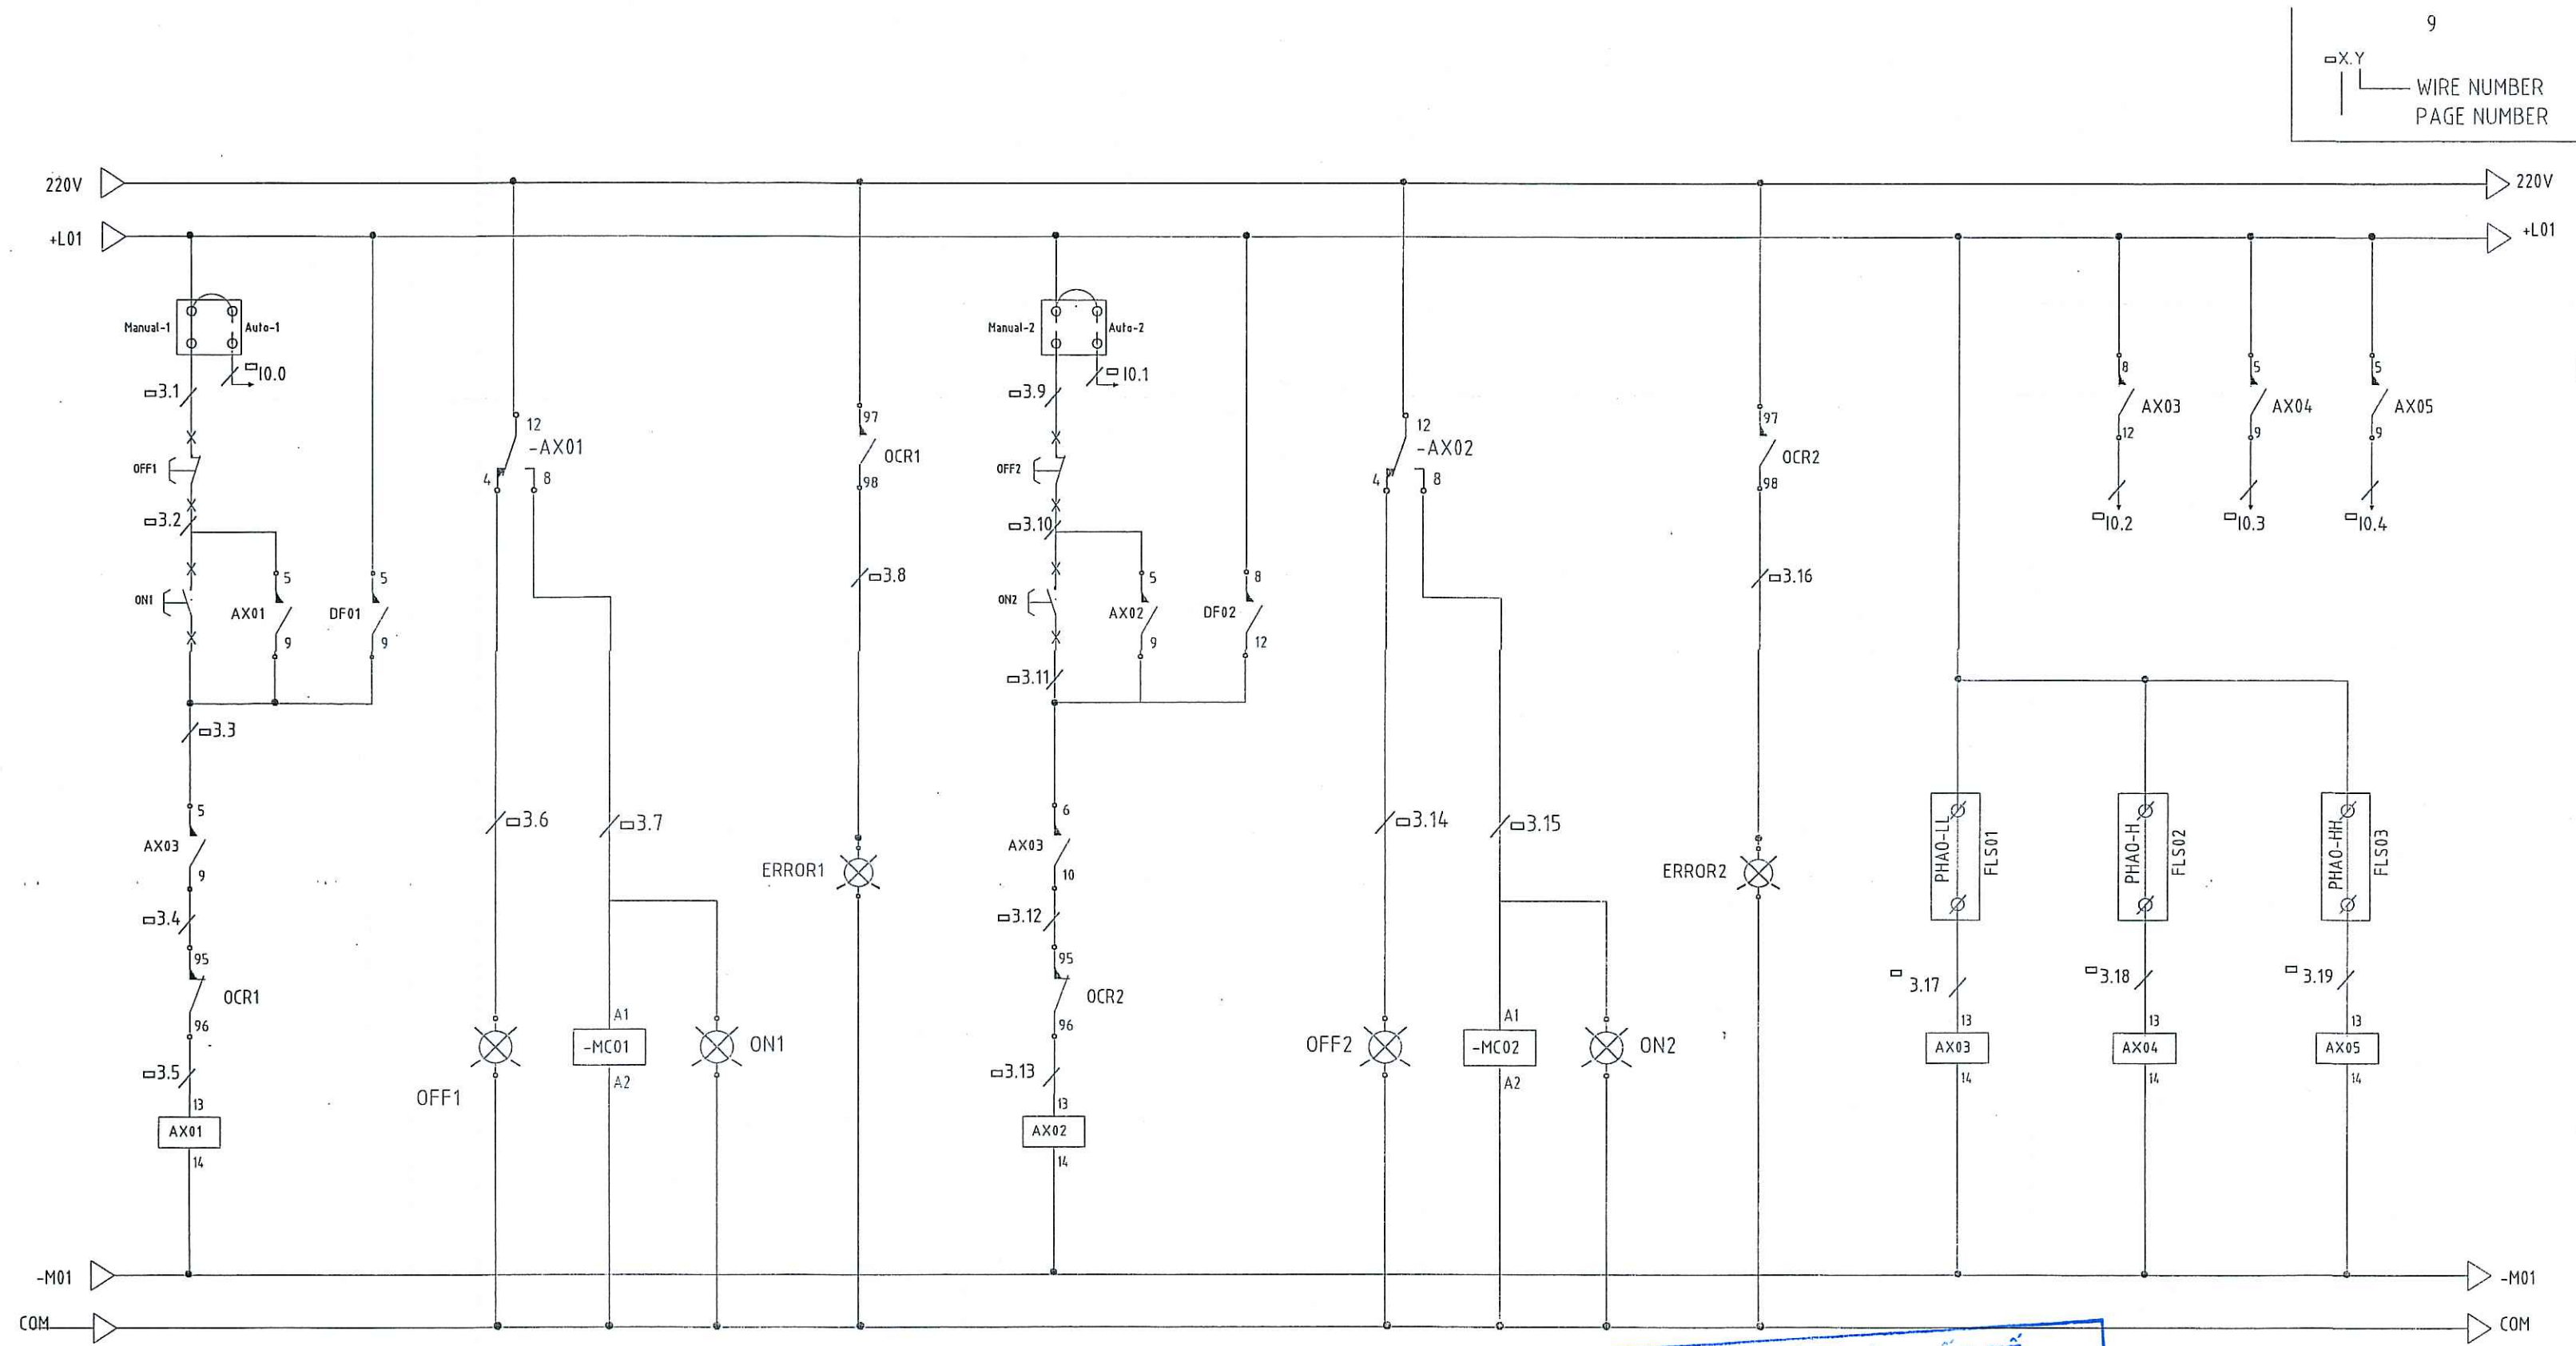 9
X.Y
WIRE NUMBER
PAGE NUMBER
220V
220V
+L01
+L01
Manual-1
Auto-1
I0.0
3.1
OFF1
3.2
ON1
5
AX01
9
5
DF01
9
3.3
5
AX03
9
3.4
95
OCR1
96
3.5
13
AX01
14
12
-AX01
4
8
3.6
3.7
OFF1
A1
-MC01
A2
ON1
97
OCR1
98
3.8
ERROR1
Manual-2
Auto-2
I0.1
3.9
OFF2
3.10
ON2
5
AX02
9
8
DF02
12
3.11
6
AX03
10
3.12
95
OCR2
96
3.13
13
AX02
14
12
-AX02
4
8
3.14
3.15
OFF2
A1
-MC02
A2
ON2
97
OCR2
98
3.16
ERROR2
8
AX03
12
I0.2
5
AX04
9
I0.3
5
AX05
9
I0.4
PHAO-LL
FLS01
3.17
13
AX03
14
PHAO-H
FLS02
3.18
13
AX04
14
PHAO-HH
FLS03
3.19
13
AX05
14
-M01
-M01
COM
COM